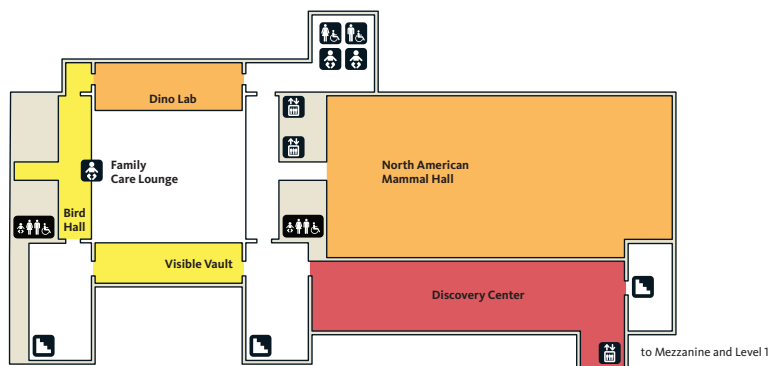 Dino Lab
Family
Care Lounge
North American
Mammal Hall
Bird
Hall
Visible Vault
Discovery Center
to Mezzanine and Level 1